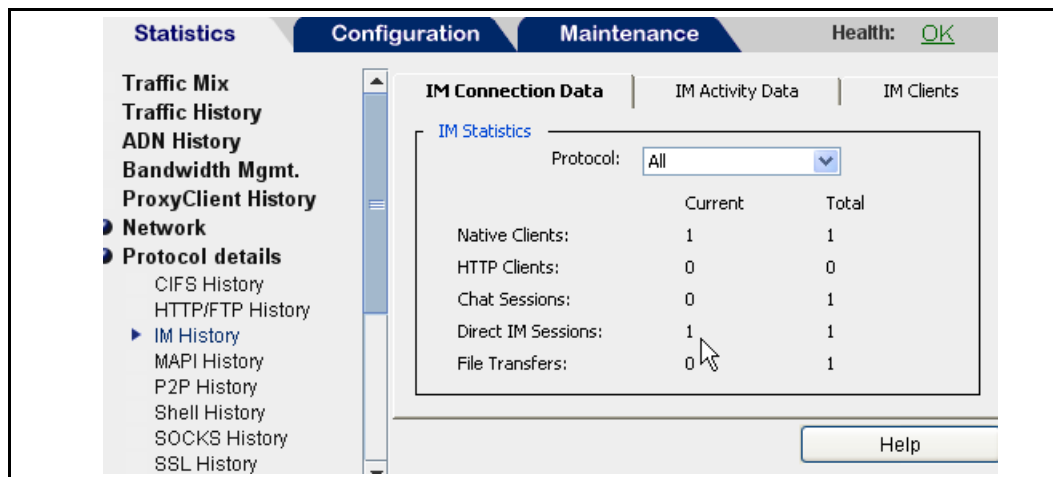 Statistics Configuration Maintenance Health: OK
Traffic Mix
Traffic History
ADN History
Bandwidth Mgmt.
ProxyClient History
Network
Protocol details
CIFS History
HTTP/FTP History
IM History
MAPI History
P2P History
Shell History
SOCKS History
SSL History
IM Connection Data IM Activity Data IM Clients
IM Statistics
Protocol: All
Current Total
Native Clients: 1 1
HTTP Clients: 0 0
Chat Sessions: 0 1
Direct IM Sessions: 1 1
File Transfers: 0 1
Help